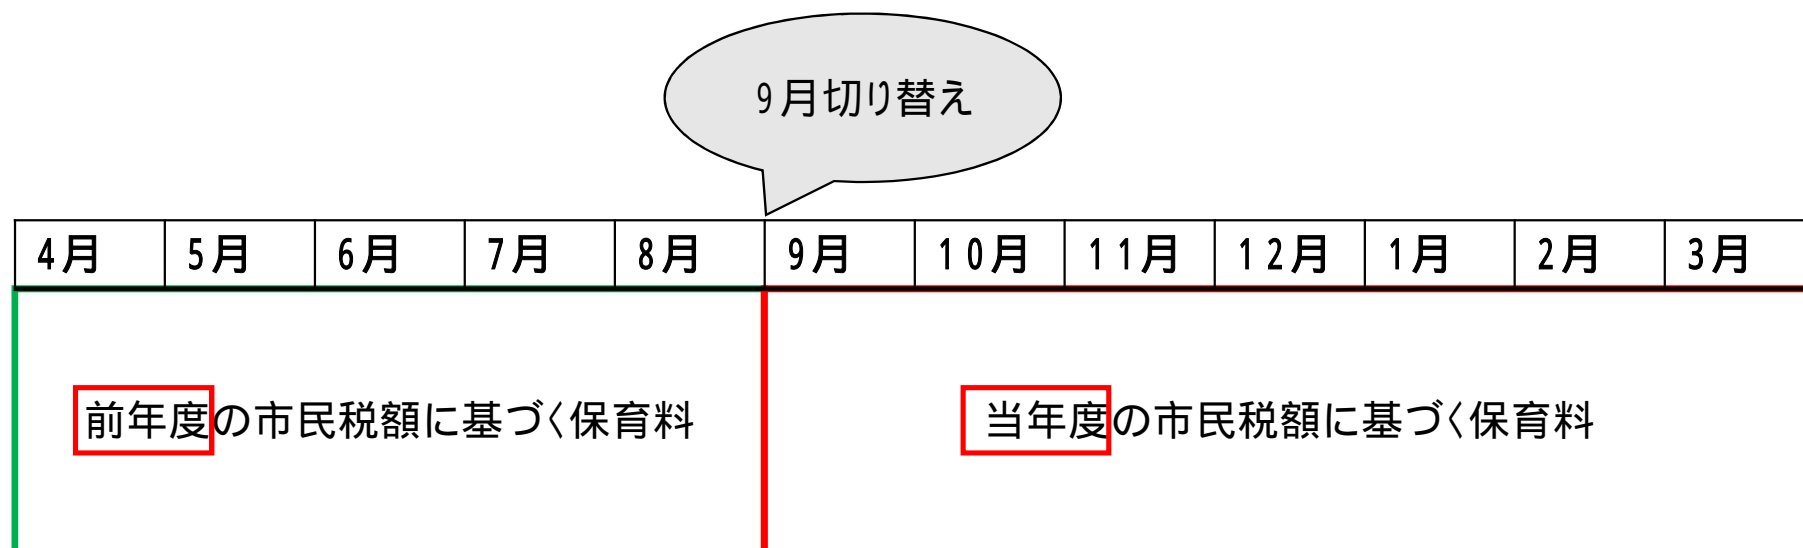 9月切り替え
4月 5月 6月 7月 8月 9月 10月 11月 12月 1月 2月 3月
前年度の市民税額に基づく保育料 当年度の市民税額に基づく保育料